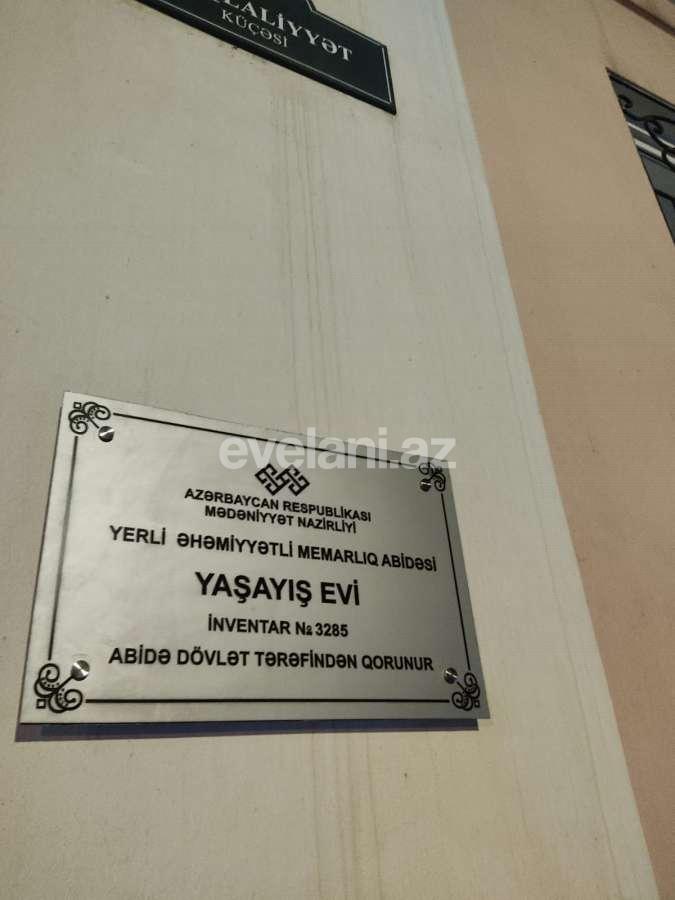 KÜÇƏSİ
evelani.az
AZƏRBAYCAN RESPUBLİKASI
MƏDƏNİYYƏT NAZİRLİYİ
YERLİ ƏHƏMİYYƏTLİ MEMARLIQ ABİDƏSİ
YAŞAYIŞ EVİ
İNVENTAR № 3285
ABİDƏ DÖVLƏT TƏRƏFİNDƏN QORUNUR